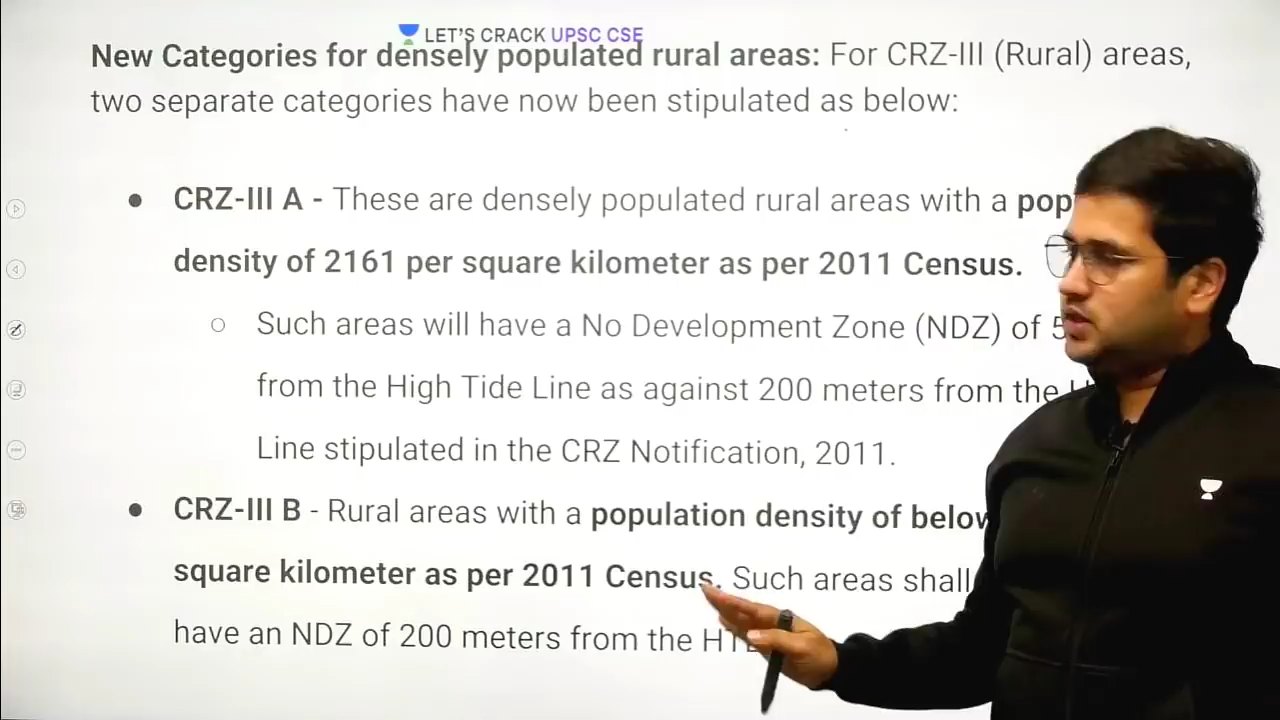 LET'S CRACK UPSC CSE
New Categories for densely populated rural areas: For CRZ-III (Rural) areas,
two separate categories have now been stipulated as below:
CRZ-III A - These are densely populated rural areas with a
density of 2161 per square kilometer as per 2011 Census.
Such areas will have a No Development Zone (NDZ) of
from the High Tide Line as against 200 meters from the
Line stipulated in the CRZ Notification, 2011.
CRZ-III B - Rural areas with a population density of below
square kilometer as per 2011 Census. Such areas shall
have an NDZ of 200 meters from the